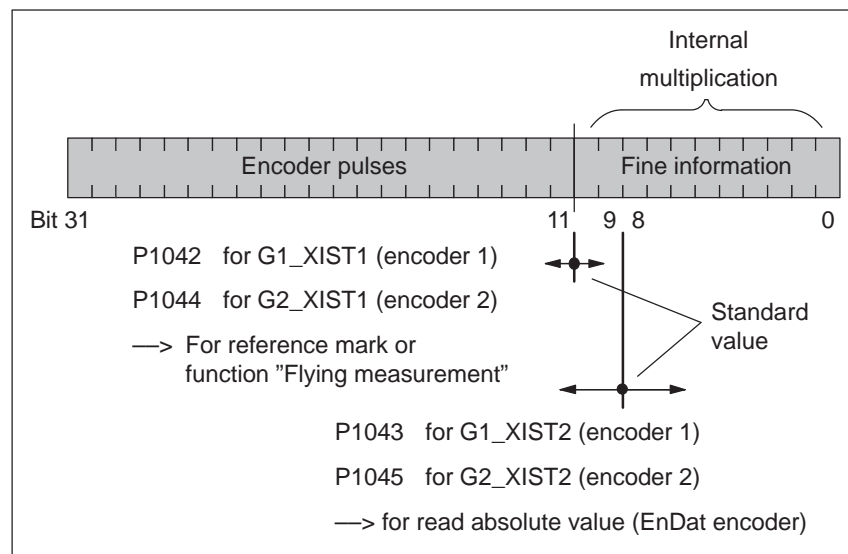 Internal
multiplication
Encoder pulses Fine information
Bit 31 11 9 8 0
P1042 for G1_XIST1 (encoder 1)
P1044 for G2_XIST1 (encoder 2)
Standard
value
—> For reference mark or
function ”Flying measurement”
P1043 for G1_XIST2 (encoder 1)
P1045 for G2_XIST2 (encoder 2)
—> for read absolute value (EnDat encoder)